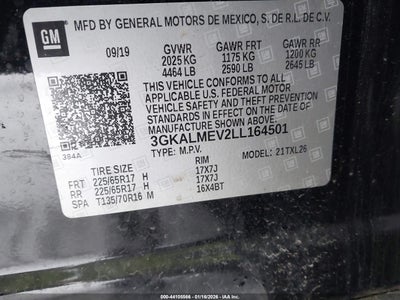 GM
MFD BY GENERAL MOTORS DE MEXICO, S. DE R.L. DE C.V.
09/19 GVWR GAWR FRT GAWR RR
2025 KG 1175 KG 1200 KG
4464 LB 2590 LB 2645 LB
THIS VEHICLE CONFORMS TO ALL
APPLICABLE U.S. FEDERAL MOTOR
VEHICLE SAFETY AND BUMPER
STANDARDS IN EFFECT ON THE DATE
OF MANUFACTURE SHOWN ABOVE.
3GKALMEV2LL164501
384A TYPE: M.P.V. 21TXL26
TIRE SIZE RIM
FRT 225/65R17 H 17X7J
RR 225/65R17 H 17X7J
SPA T135/70R16 M 16X4BT
000-44105566 - 01/16/2026 - IAA Inc.